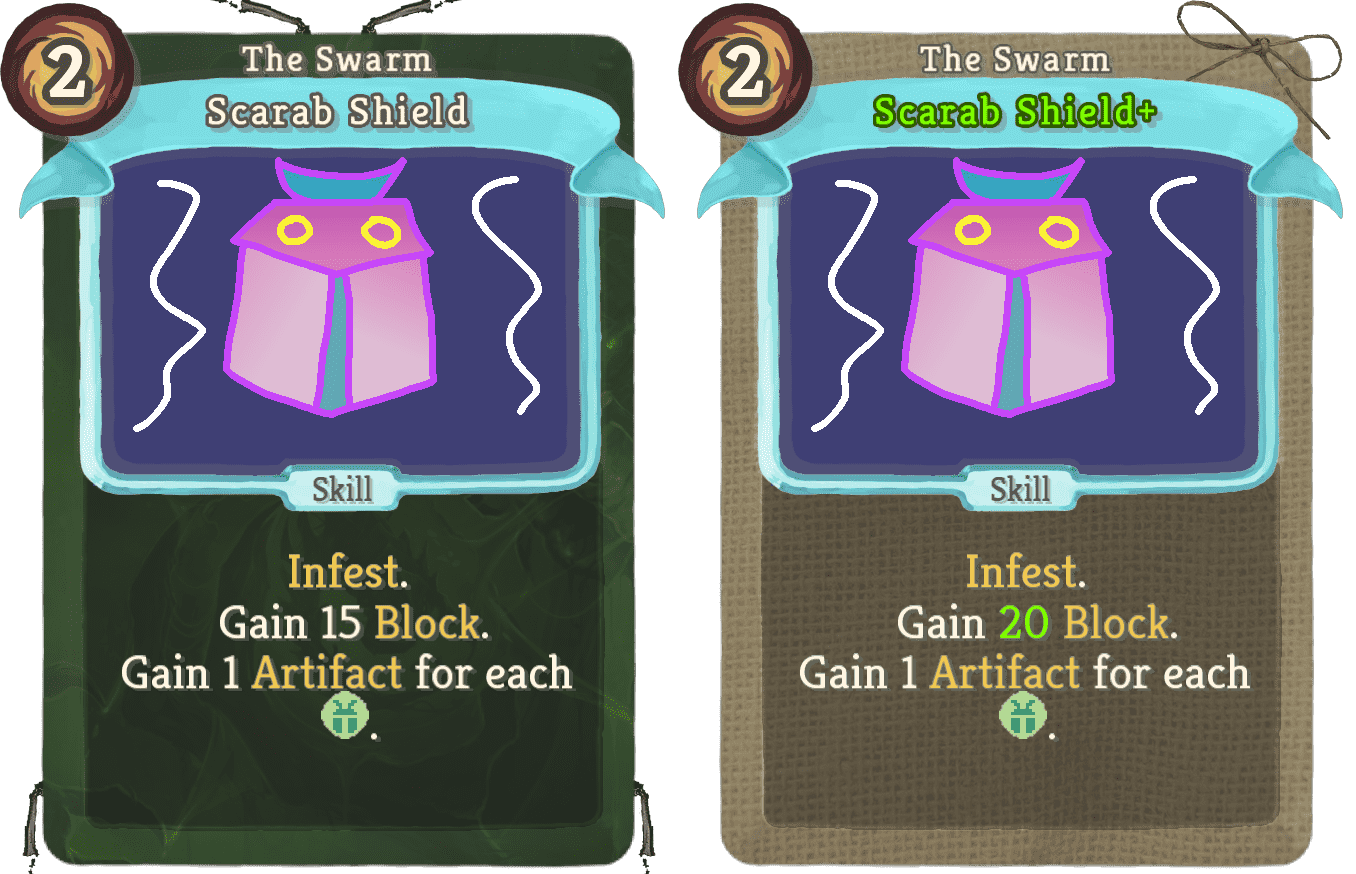 2
The Swarm
Scarab Shield
Skill
Infest.
Gain 15 Block.
Gain 1 Artifact for each
.
2
The Swarm
Scarab Shield+
Skill
Infest.
Gain 20 Block.
Gain 1 Artifact for each
.